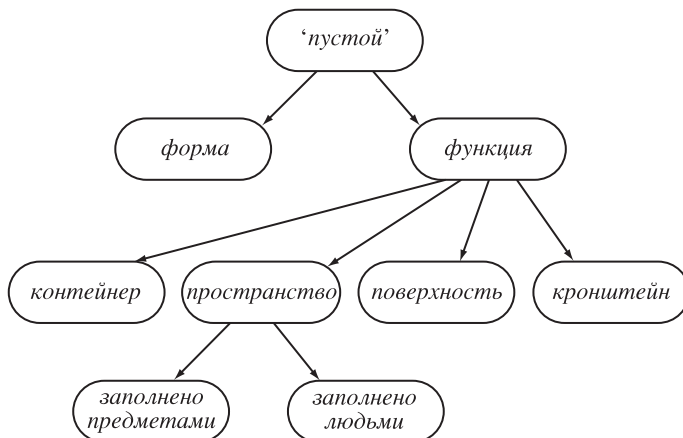 ‘пустой’
форма
функция
контейнер
пространство
поверхность
кронштейн
заполнено
предметами
заполнено
людьми